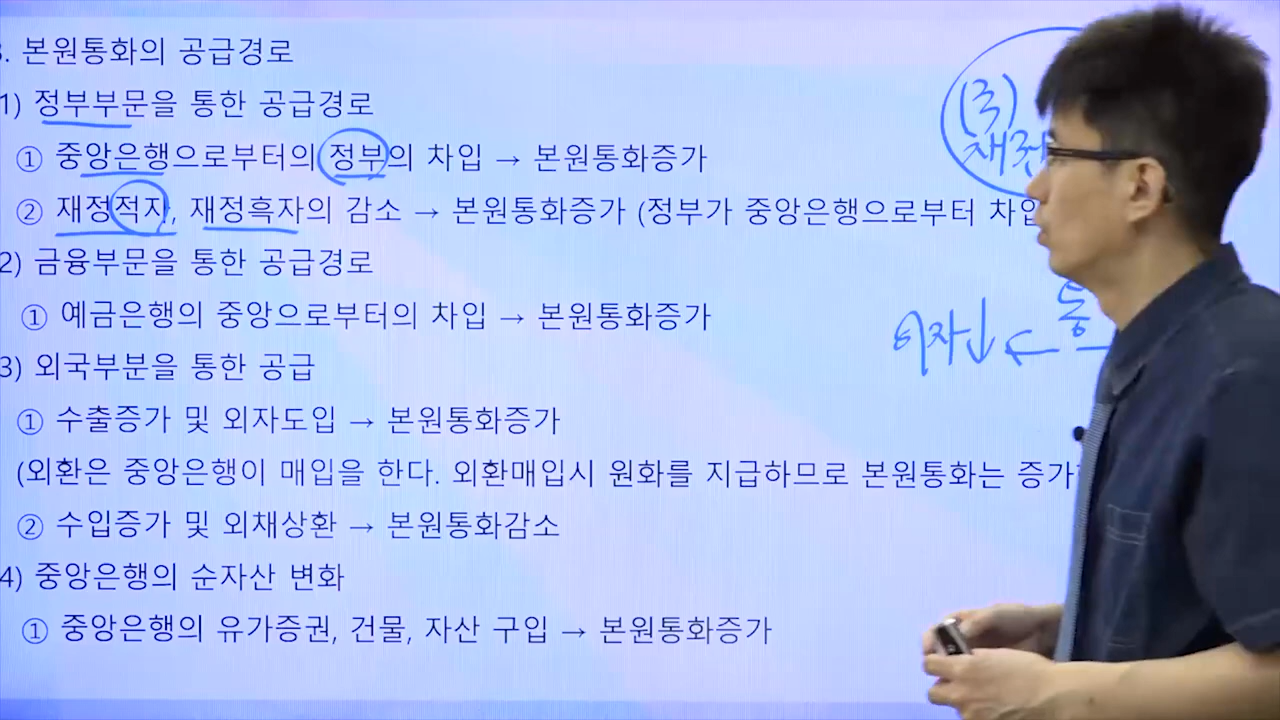 3. 본원통화의 공급경로
1) 정부부문을 통한 공급경로
① 중앙은행으로부터의 정부의 차입 → 본원통화증가
② 재정적자, 재정흑자의 감소 → 본원통화증가 (정부가 중앙은행으로부터 차입
2) 금융부문을 통한 공급경로
① 예금은행의 중앙으로부터의 차입 → 본원통화증가
3) 외국부분을 통한 공급
① 수출증가 및 외자도입 → 본원통화증가
(외환은 중앙은행이 매입을 한다. 외환매입시 원화를 지급하므로 본원통화는 증가
② 수입증가 및 외채상환 → 본원통화감소
4) 중앙은행의 순자산 변화
① 중앙은행의 유가증권, 건물, 자산 구입 → 본원통화증가
(국)
이자↓ ←